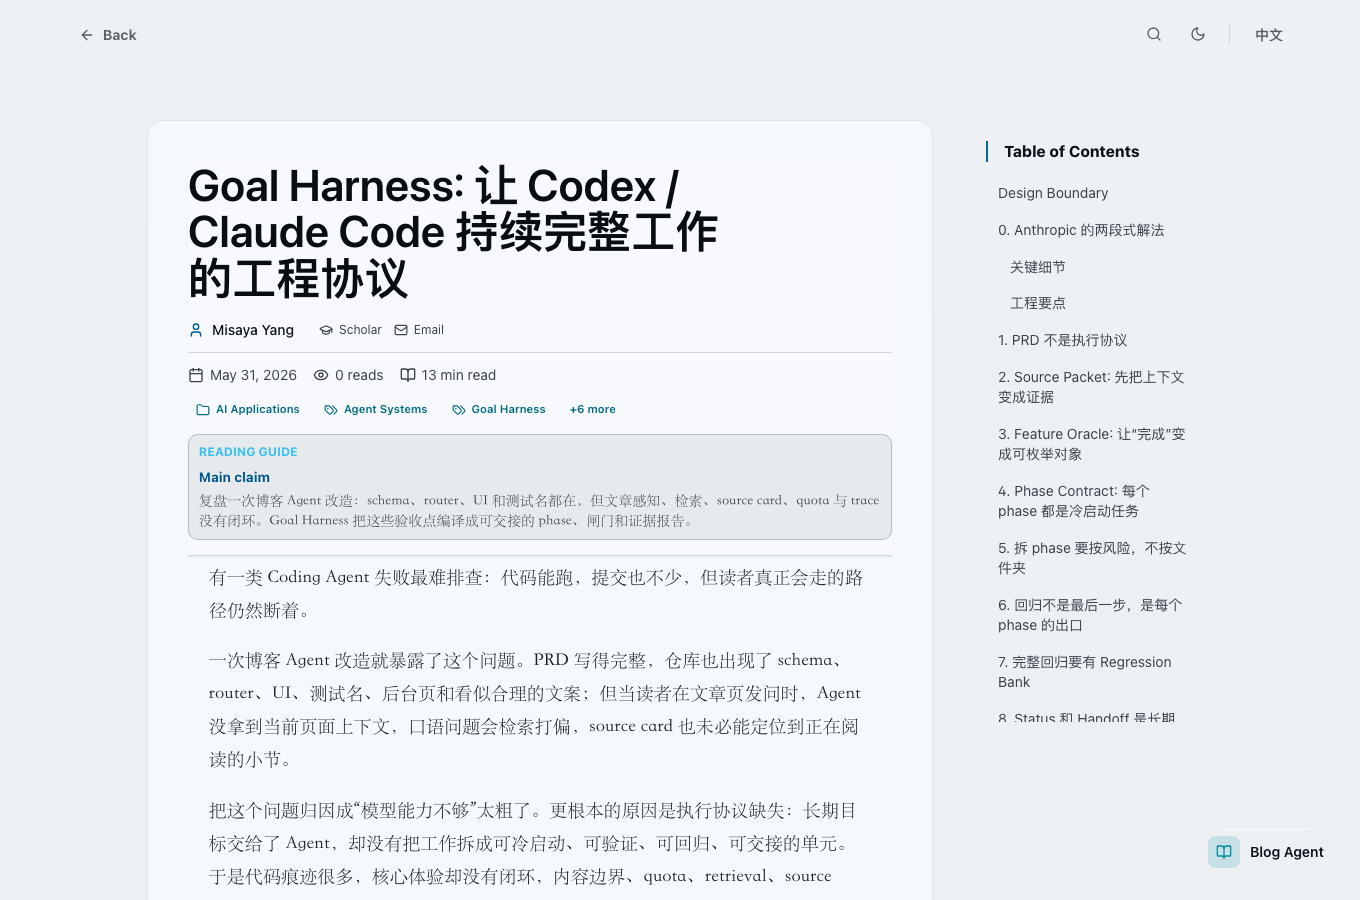 Back
中文
Goal Harness: 让 Codex /
Claude Code 持续完整工作
的工程协议
Misaya Yang
Scholar
Email
May 31, 2026
0 reads
13 min read
AI Applications
Agent Systems
Goal Harness
+6 more
READING GUIDE
Main claim
复盘一次博客 Agent 改造：schema、router、UI 和测试名都在，但文章感知、检索、source card、quota 与 trace
没有闭环。Goal Harness 把这些验收点编译成可交接的 phase、闸门和证据报告。
有一类 Coding Agent 失败最难排查：代码能跑，提交也不少，但读者真正会走的路
径仍然断着。
一次博客 Agent 改造就暴露了这个问题。PRD 写得完整，仓库也出现了 schema、
router、UI、测试名、后台页和看似合理的文案；但当读者在文章页发问时，Agent
没拿到当前页面上下文，口语问题会检索打偏，source card 也未必能定位到正在阅
读的小节。
把这个问题归因成“模型能力不够”太粗了。更根本的原因是执行协议缺失：长期目
标交给了 Agent，却没有把工作拆成可冷启动、可验证、可回归、可交接的单元。
于是代码痕迹很多，核心体验却没有闭环，内容边界、quota、retrieval、source
Table of Contents
Design Boundary
0. Anthropic 的两段式解法
关键细节
工程要点
1. PRD 不是执行协议
2. Source Packet: 先把上下文
变成证据
3. Feature Oracle: 让“完成”变
成可枚举对象
4. Phase Contract: 每个
phase 都是冷启动任务
5. 拆 phase 要按风险，不按文
件夹
6. 回归不是最后一步，是每个
phase 的出口
7. 完整回归要有 Regression
Bank
8. Status 和 Handoff 是长期
Blog Agent